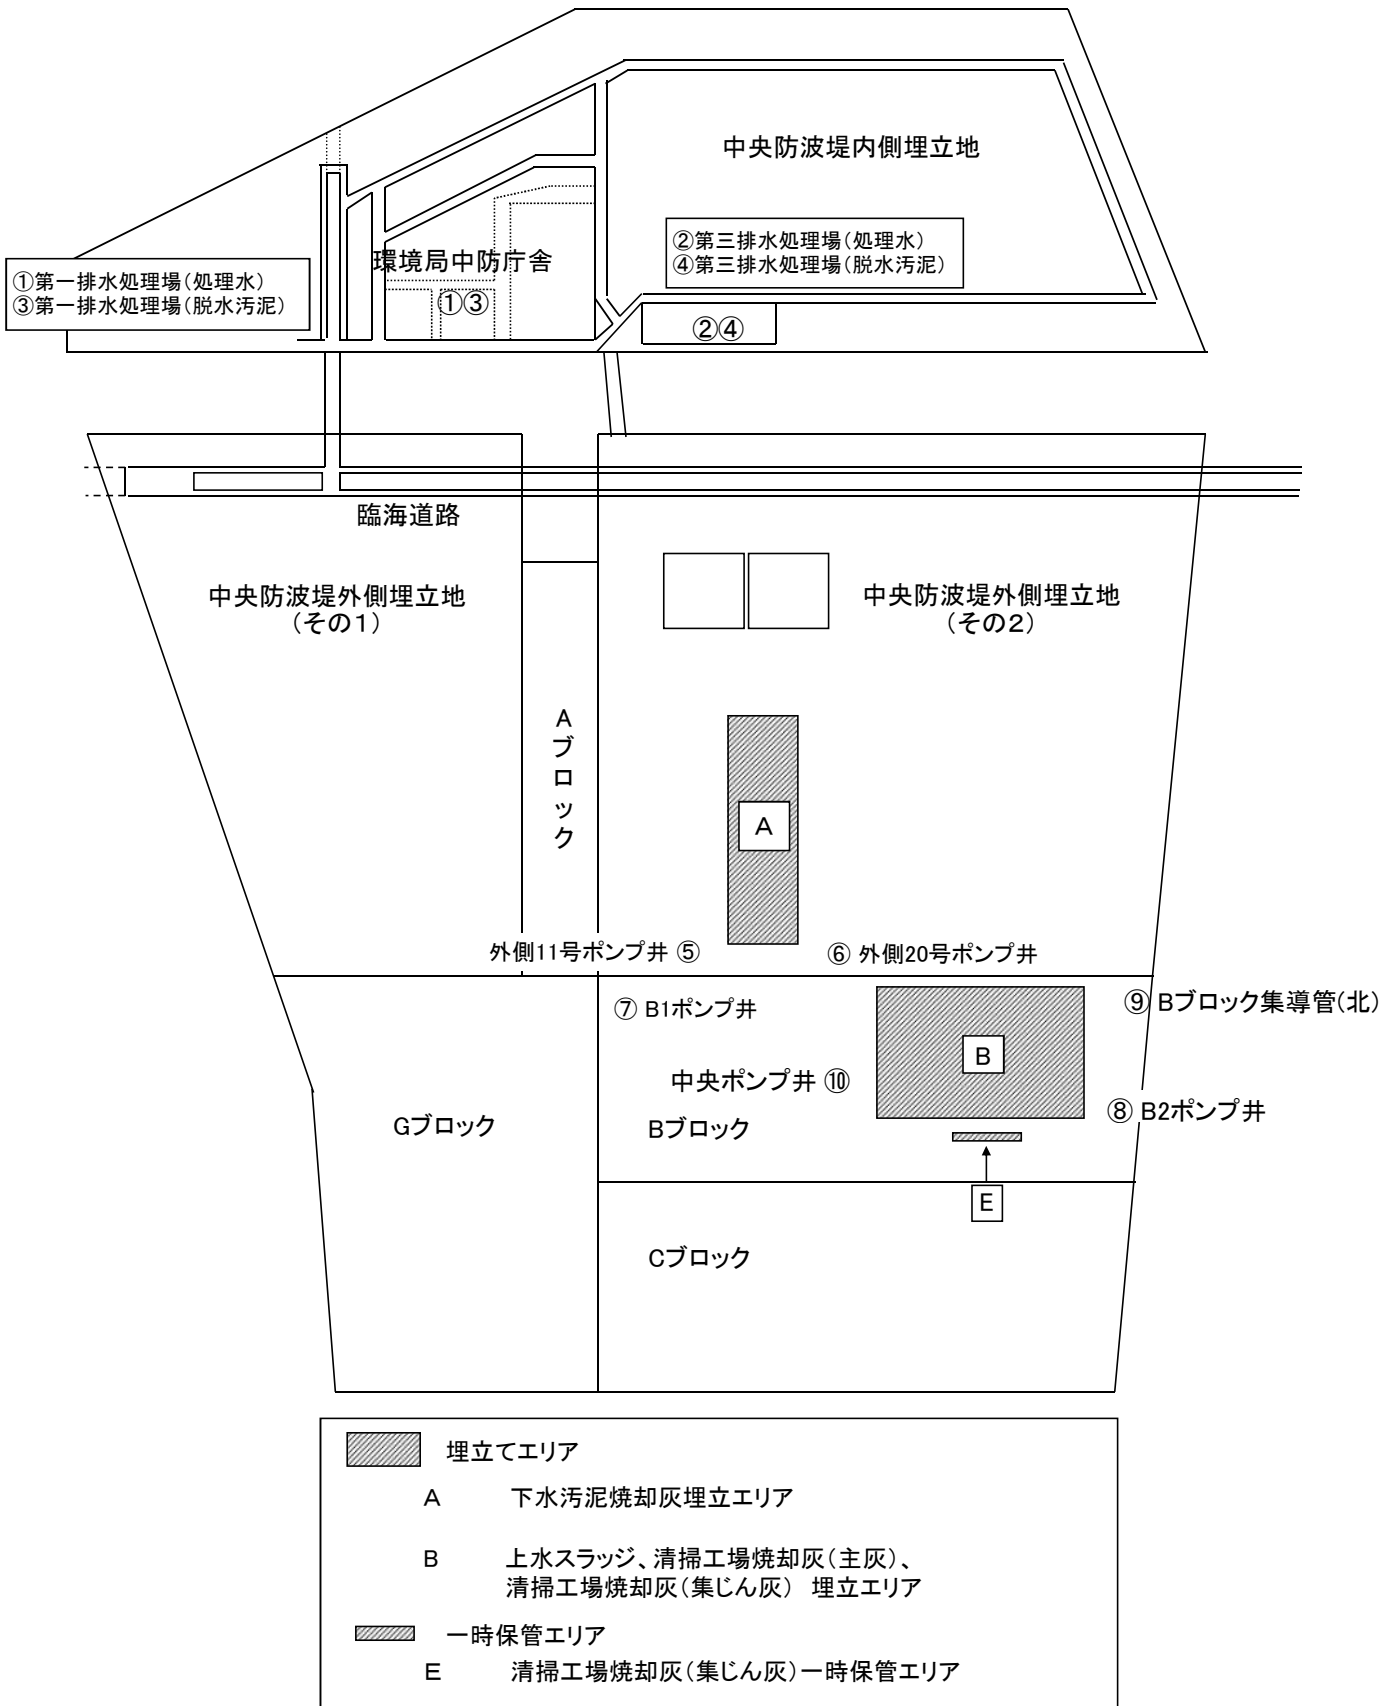 中央防波堤内側埋立地
②第三排水処理場(処理水)
④第三排水処理場(脱水汚泥)
環境局中防庁舎
①第一排水処理場(処理水)
③第一排水処理場(脱水汚泥)
①③
②④
臨海道路
中央防波堤外側埋立地
(その1)
中央防波堤外側埋立地
(その2)
Aブロック
A
外側11号ポンプ井 ⑤
⑥ 外側20号ポンプ井
⑦ B1ポンプ井
⑨ Bブロック集導管(北)
B
中央ポンプ井 ⑩
⑧ B2ポンプ井
Gブロック
Bブロック
E
Cブロック
埋立てエリア
A 下水汚泥焼却灰埋立エリア
B 上水スラッジ、清掃工場焼却灰(主灰)、
清掃工場焼却灰(集じん灰) 埋立エリア
一時保管エリア
E 清掃工場焼却灰(集じん灰)一時保管エリア